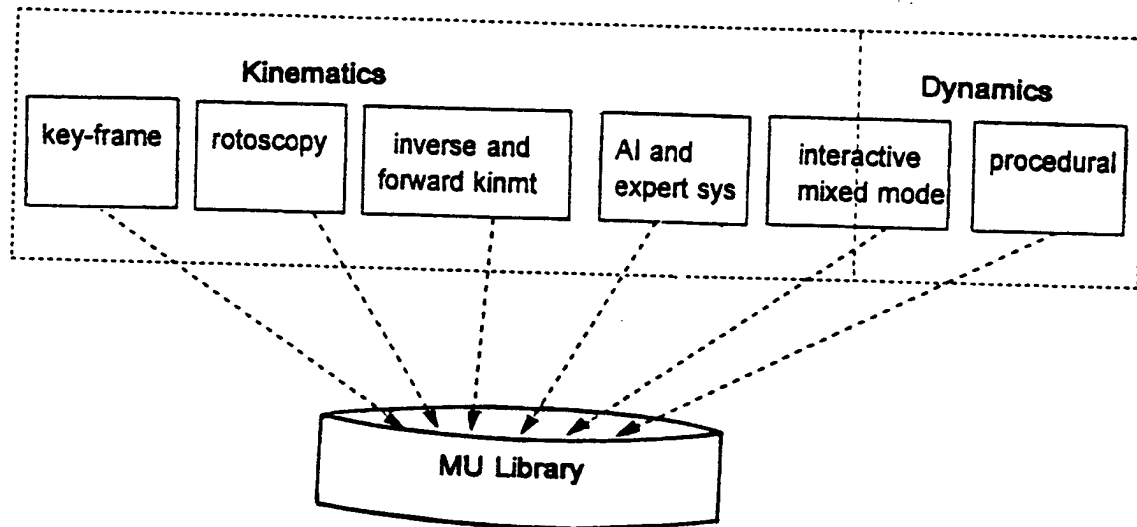 Kinematics
Dynamics
key-frame
rotoscopy
inverse and
forward kinmt
AI and
expert sys
interactive
mixed mode
procedural
MU Library